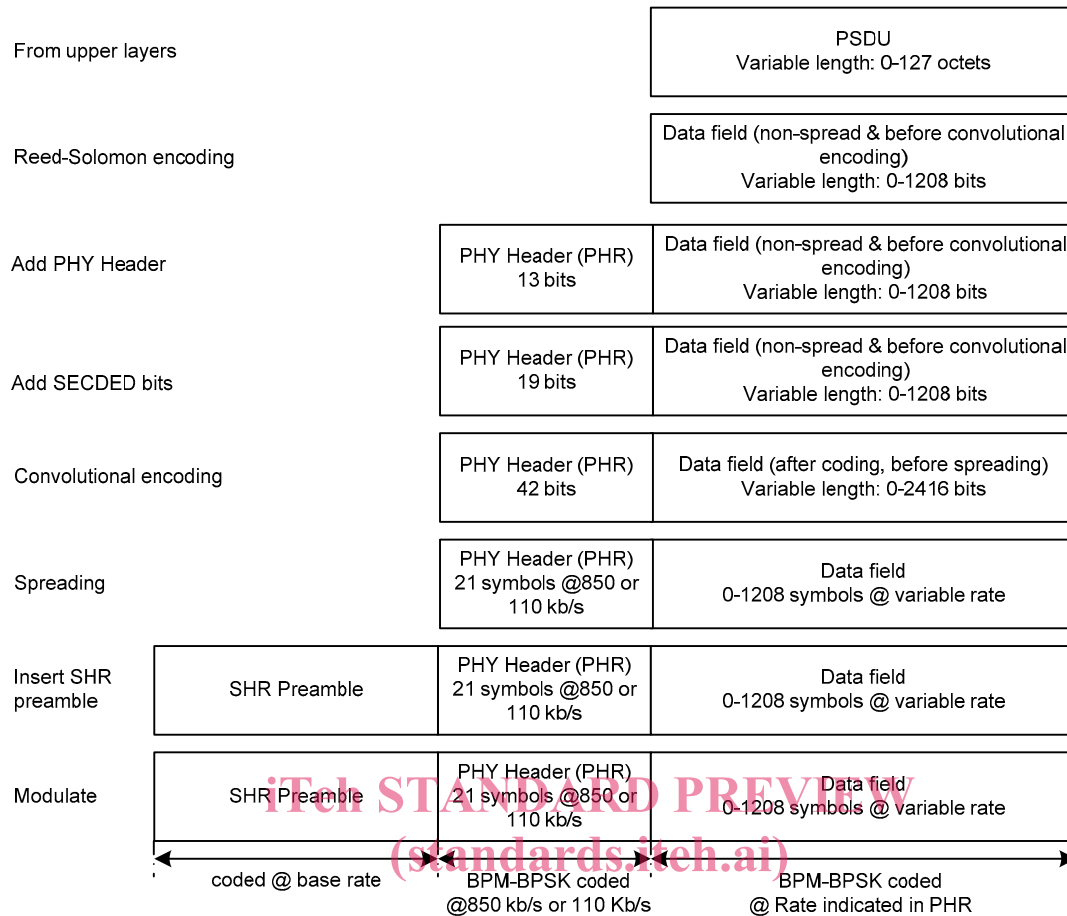 From upper layers
PSDU
Variable length: 0-127 octets
Reed-Solomon encoding
Data field (non-spread & before convolutional
encoding)
Variable length: 0-1208 bits
Add PHY Header
PHY Header (PHR)
13 bits
Data field (non-spread & before convolutional
encoding)
Variable length: 0-1208 bits
Add SECDED bits
PHY Header (PHR)
19 bits
Data field (non-spread & before convolutional
encoding)
Variable length: 0-1208 bits
Convolutional encoding
PHY Header (PHR)
42 bits
Data field (after coding, before spreading)
Variable length: 0-2416 bits
Spreading
PHY Header (PHR)
21 symbols @850 or
110 kb/s
Data field
0-1208 symbols @ variable rate
Insert SHR
preamble
SHR Preamble
PHY Header (PHR)
21 symbols @850 or
110 kb/s
Data field
0-1208 symbols @ variable rate
Modulate
SHR Preamble
PHY Header (PHR)
21 symbols @850 or
110 kb/s
Data field
0-1208 symbols @ variable rate
iTeh STANDARD PREVIEW
(standards.iteh.ai)
coded @ base rate
BPM-BPSK coded
@850 kb/s or 110 Kb/s
BPM-BPSK coded
@ Rate indicated in PHR